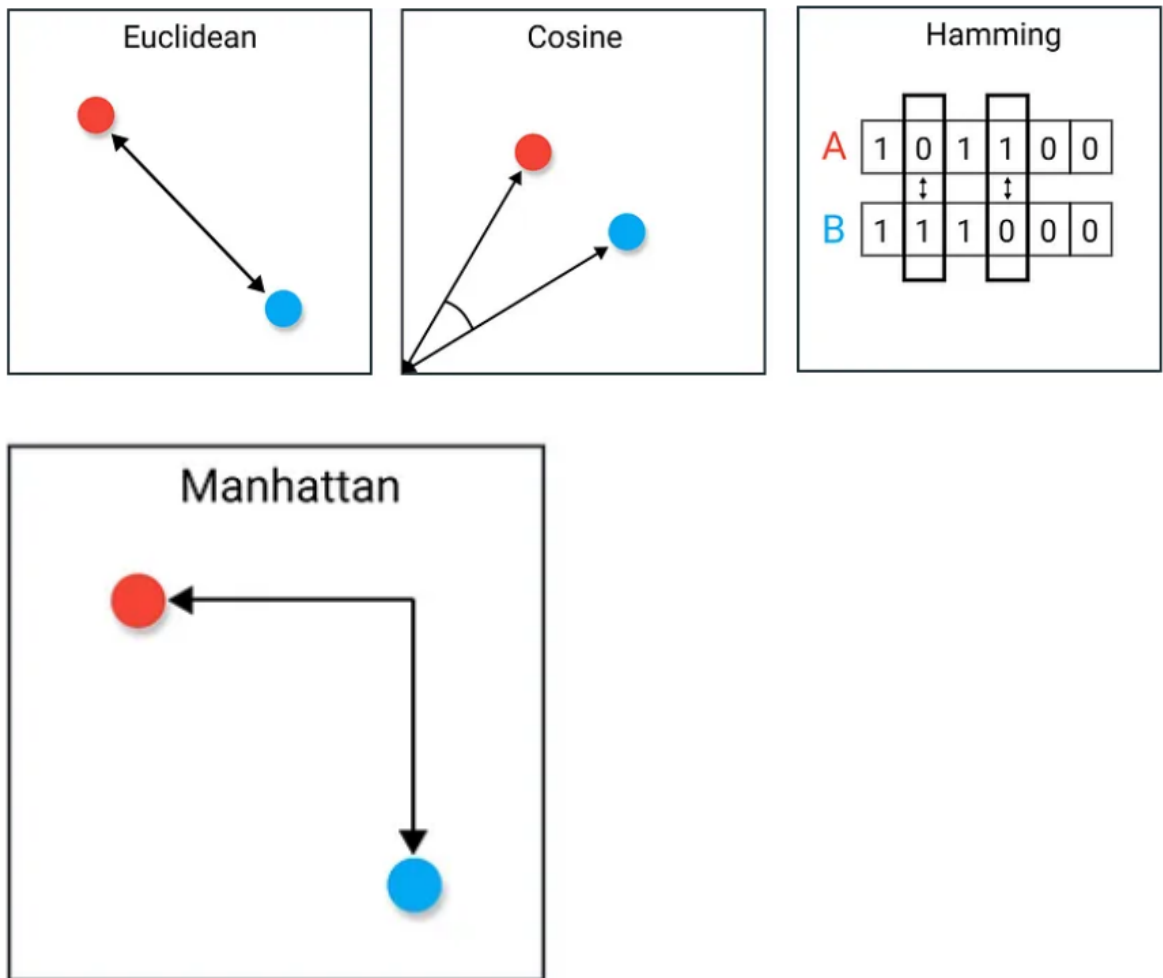 Euclidean
Cosine
Hamming
A 1 0 1 1 0 0
B 1 1 1 0 0 0
Manhattan